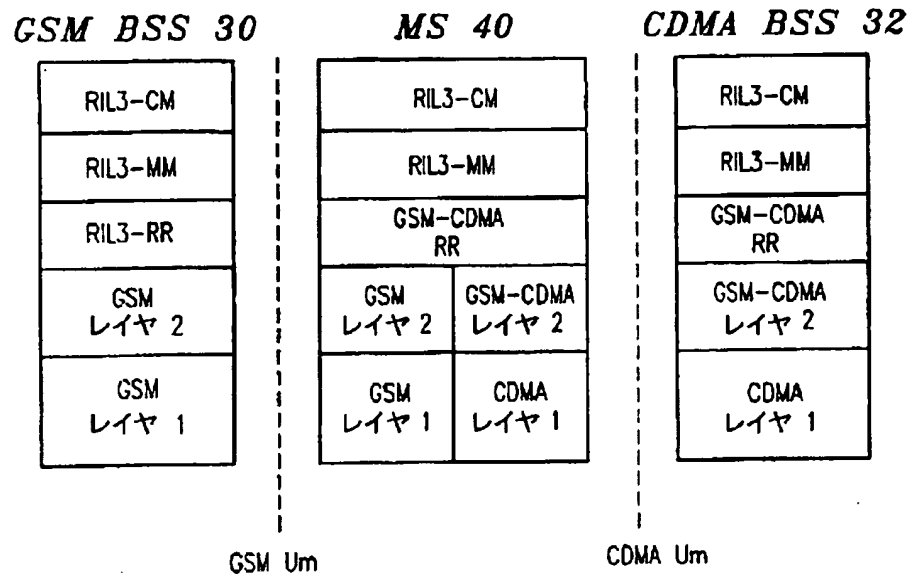 GSM BSS 30
MS 40
CDMA BSS 32
RIL3-CM
RIL3-MM
RIL3-RR
GSM
レイヤ 2
GSM
レイヤ 1
RIL3-CM
RIL3-MM
GSM-CDMA
RR
GSM
レイヤ 2
GSM-CDMA
レイヤ 2
GSM
レイヤ 1
CDMA
レイヤ 1
RIL3-CM
RIL3-MM
GSM-CDMA
RR
GSM-CDMA
レイヤ 2
CDMA
レイヤ 1
GSM Um
CDMA Um